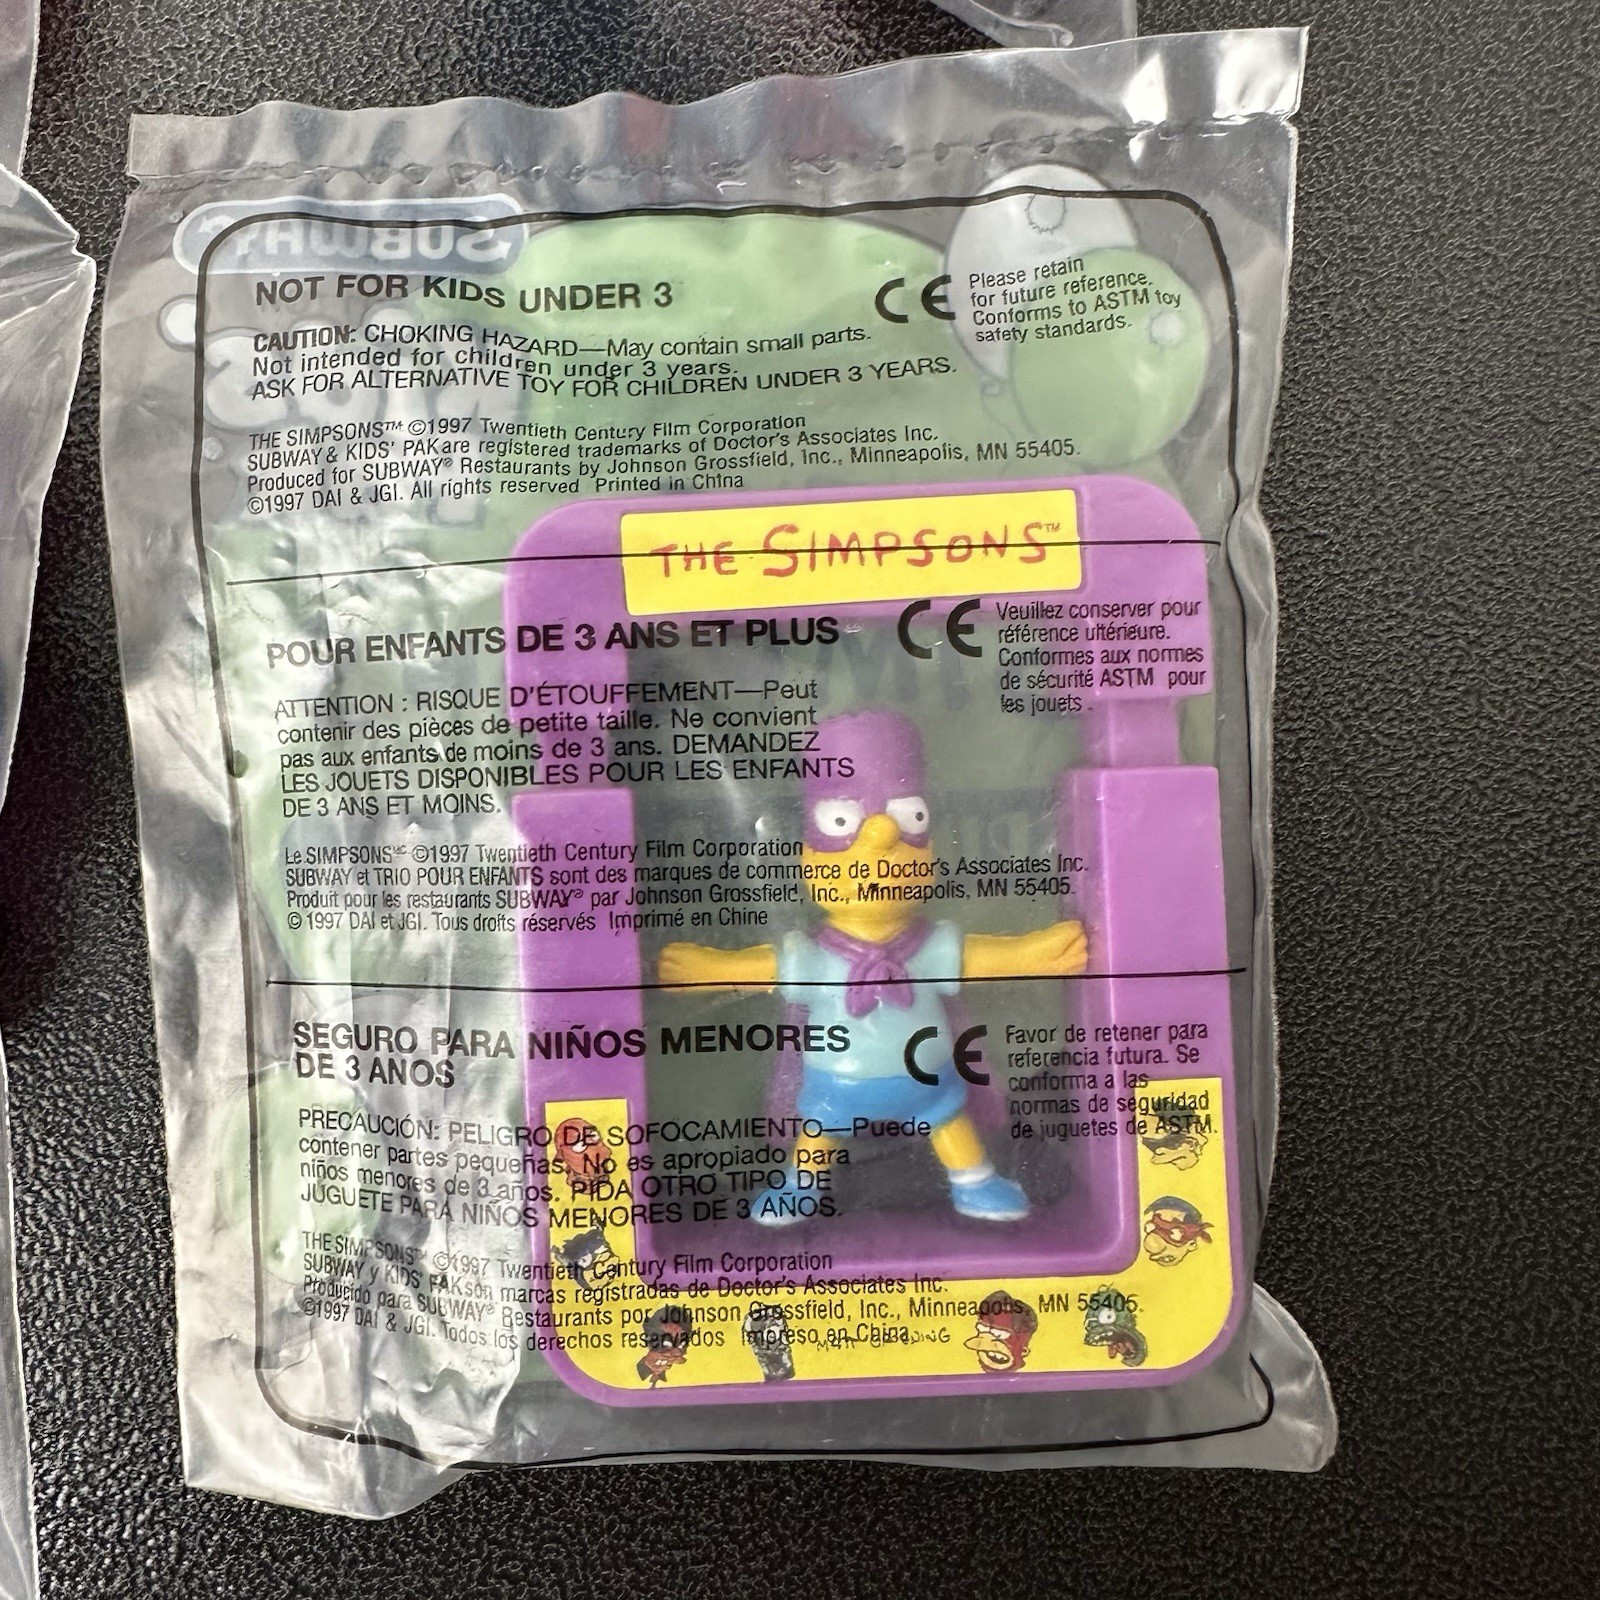 SUBWAY
NOT FOR KIDS UNDER 3
CAUTION: CHOKING HAZARD—May contain small parts.
Not intended for children under 3 years.
ASK FOR ALTERNATIVE TOY FOR CHILDREN UNDER 3 YEARS.
CE
Please retain
for future reference.
Conforms to ASTM toy
safety standards.
THE SIMPSONS™ ©1997 Twentieth Century Film Corporation
SUBWAY & KIDS' PAK are registered trademarks of Doctor's Associates Inc.
Produced for SUBWAY® Restaurants by Johnson Grossfield, Inc., Minneapolis, MN 55405.
©1997 DAI & JGI. All rights reserved Printed in China
THE SIMPSONS™
POUR ENFANTS DE 3 ANS ET PLUS
ATTENTION : RISQUE D'ÉTOUFFEMENT—Peut
contenir des pièces de petite taille. Ne convient
pas aux enfants de moins de 3 ans. DEMANDEZ
LES JOUETS DISPONIBLES POUR LES ENFANTS
DE 3 ANS ET MOINS.
CE
Veuillez conserver pour
référence ultérieure.
Conformes aux normes
de sécurité ASTM pour
les jouets.
Le SIMPSONS ©1997 Twentieth Century Film Corporation
SUBWAY et TRIO POUR ENFANTS sont des marques de commerce de Doctor's Associates Inc.
Produit pour les restaurants SUBWAY® par Johnson Grossfield, Inc., Minneapolis, MN 55405.
© 1997 DAI et JGI. Tous droits réservés Imprimé en Chine
SEGURO PARA NIÑOS MENORES
DE 3 ANOS
PRECAUCIÓN: PELIGRO DE SOFOCAMIENTO—Puede
contener partes pequeñas. No es apropiado para
niños menores de 3 años. PIDA OTRO TIPO DE
JUGUETE PARA NIÑOS MENORES DE 3 AÑOS.
CE
Favor de retener para
referencia futura. Se
conforma a las
normas de seguridad
de juguetes de ASTM.
THE SIMPSONS™ ©1997 Twentieth Century Film Corporation
SUBWAY y KIDS' PAK son marcas registradas de Doctor's Associates Inc.
Producido para SUBWAY® Restaurants por Johnson Grossfield, Inc., Minneapolis, MN 55405.
©1997 DAI & JGI. Todos los derechos reservados Impreso en China.
MATT GROENING